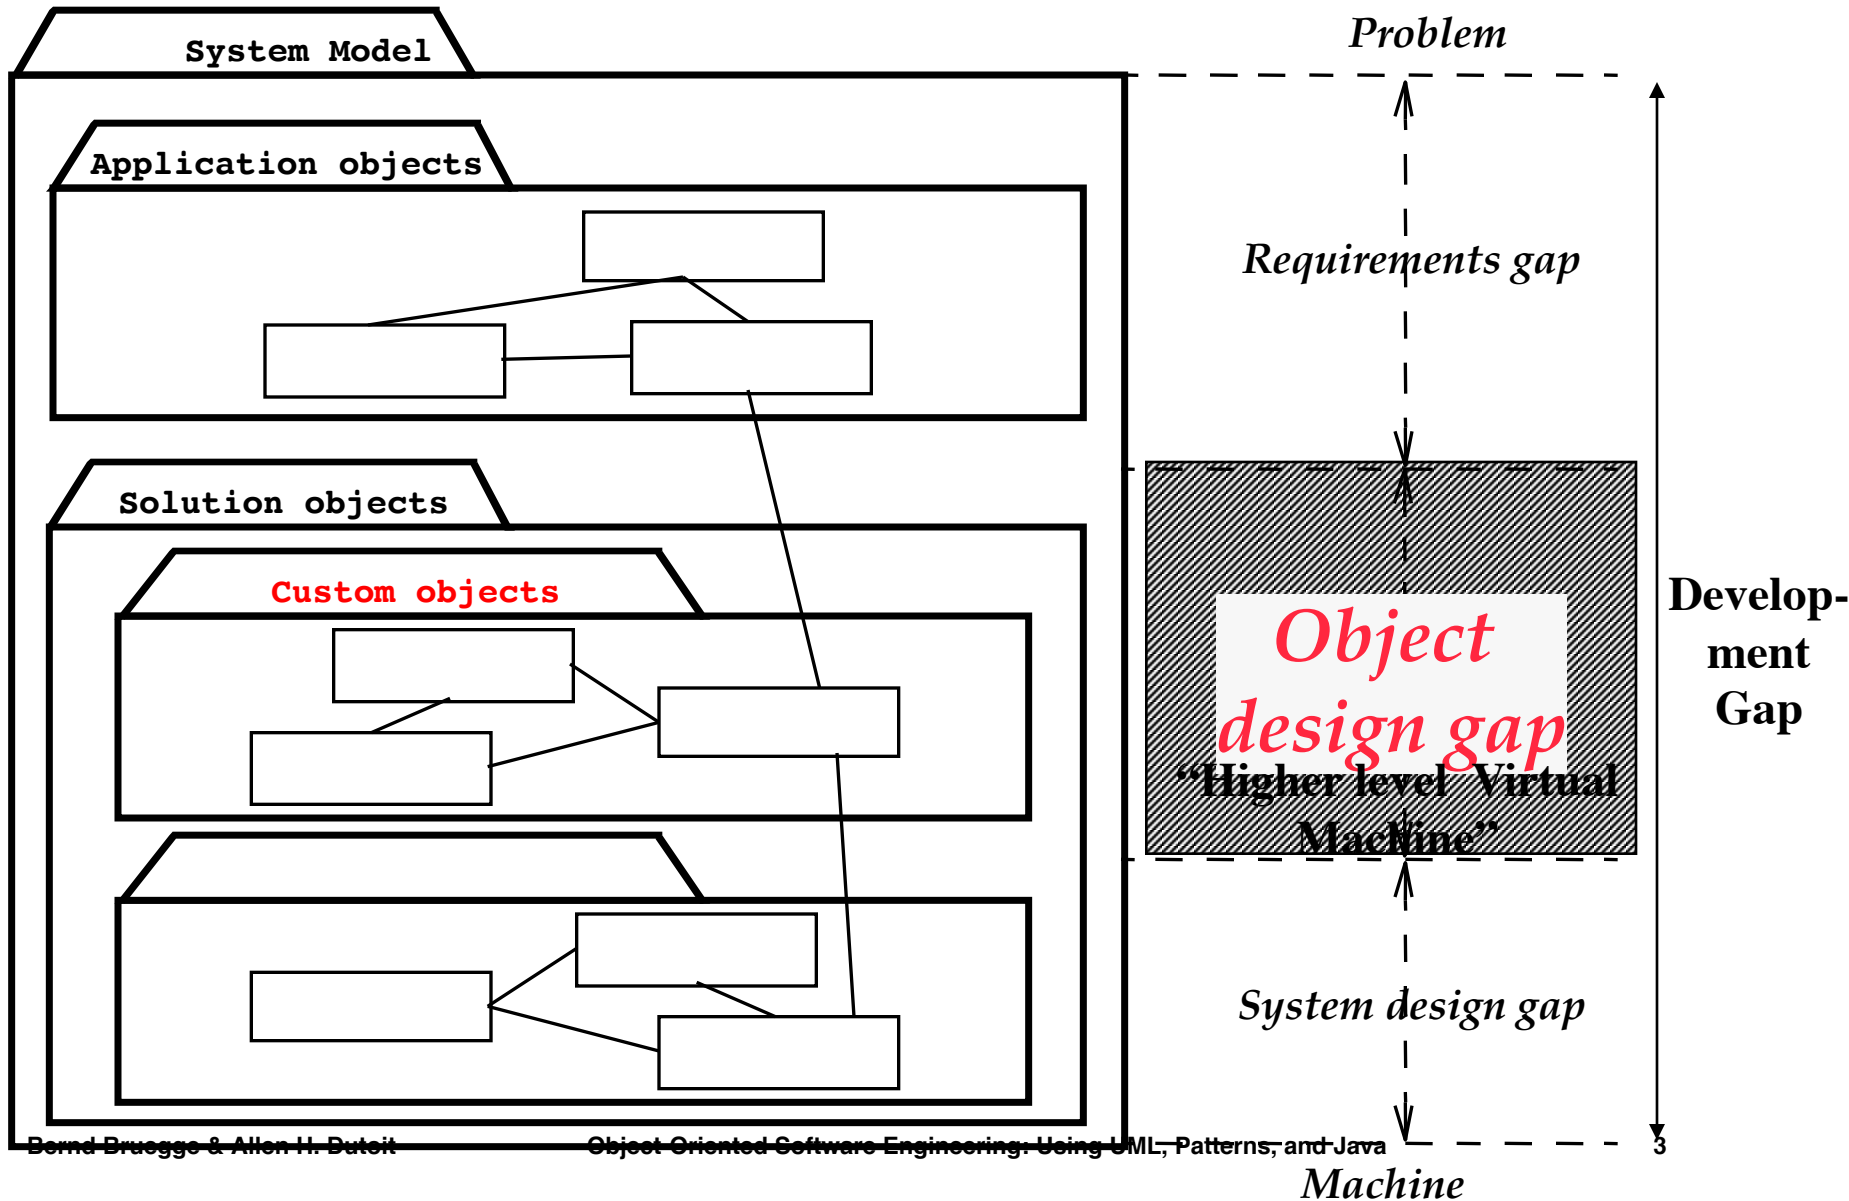 System Model
Application objects
Solution objects
Custom objects
Problem
Requirements gap
Object
design gap
“Higher level Virtual
Machine”
System design gap
Machine
Develop-
ment
Gap
Bernd Bruegge & Allen H. Dutoit
Object-Oriented Software Engineering: Using UML, Patterns, and Java
3